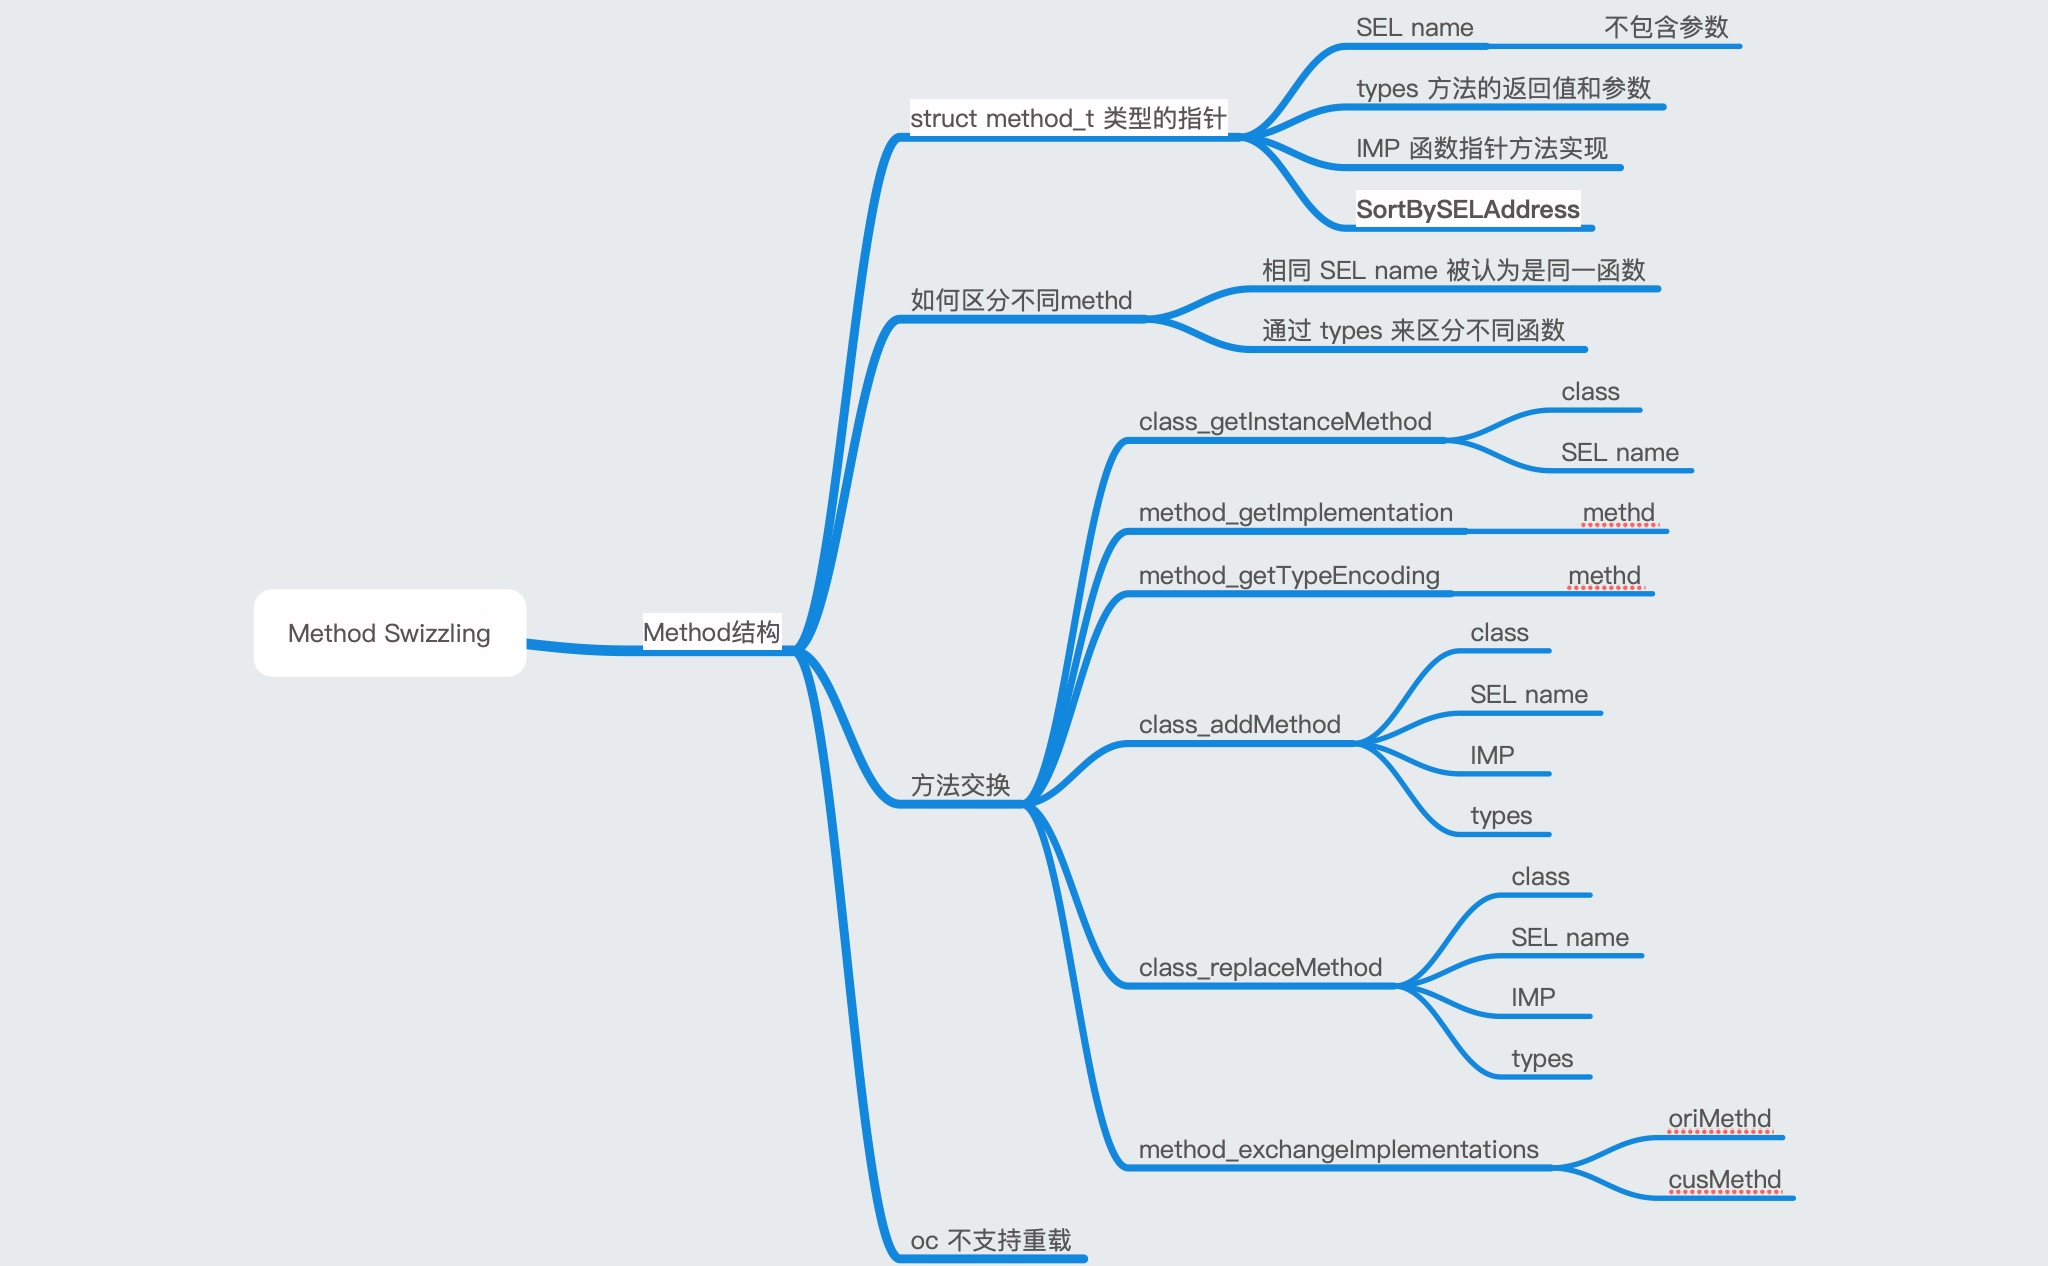 Method Swizzling
Method结构
struct method_t 类型的指针
SEL name
不包含参数
types 方法的返回值和参数
IMP 函数指针方法实现
SortBySELAddress
如何区分不同methd
相同 SEL name 被认为是同一函数
通过 types 来区分不同函数
方法交换
class_getInstanceMethod
class
SEL name
method_getImplementation
methd
method_getTypeEncoding
methd
class_addMethod
class
SEL name
IMP
types
class_replaceMethod
class
SEL name
IMP
types
method_exchangeImplementations
oriMethd
cusMethd
oc 不支持重载